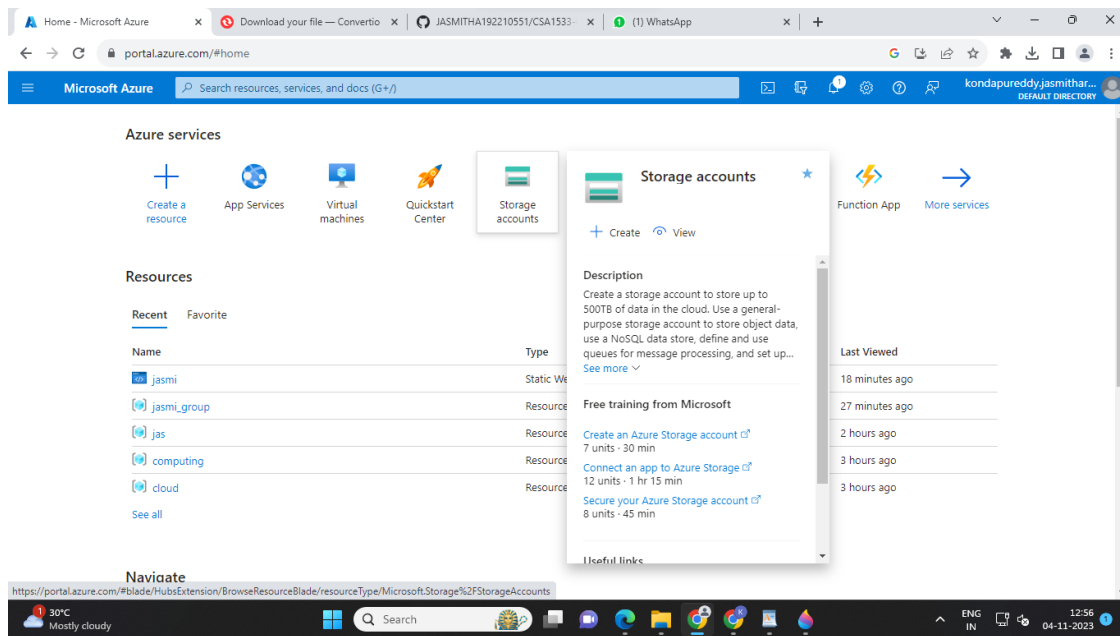 Home - Microsoft Azure
Download your file — Convertio
JASMITHA192210551/CSA1533-
(1) WhatsApp
portal.azure.com/#home
Microsoft Azure
Search resources, services, and docs (G+/)
1
kondapureddy.jasmithar...
DEFAULT DIRECTORY
Azure services
Create a resource
App Services
Virtual machines
Quickstart Center
Storage accounts
Storage accounts
Function App
More services
Create
View
Description
Create a storage account to store up to
500TB of data in the cloud. Use a general-
purpose storage account to store object data,
use a NoSQL data store, define and use
queues for message processing, and set up...
See more
Free training from Microsoft
Create an Azure Storage account
7 units · 30 min
Connect an app to Azure Storage
12 units · 1 hr 15 min
Secure your Azure Storage account
8 units · 45 min
Useful links
Resources
Recent Favorite
Name Type Last Viewed
jasmi Static We 18 minutes ago
jasmi_group Resource 27 minutes ago
jas Resource 2 hours ago
computing Resource 3 hours ago
cloud Resource 3 hours ago
See all
Navigate
https://portal.azure.com/#blade/HubsExtension/BrowseResourceBlade/resourceType/Microsoft.Storage%2FStorageAccounts
1
30°C
Mostly cloudy
Search
ENG
IN
12:56
04-11-2023
1